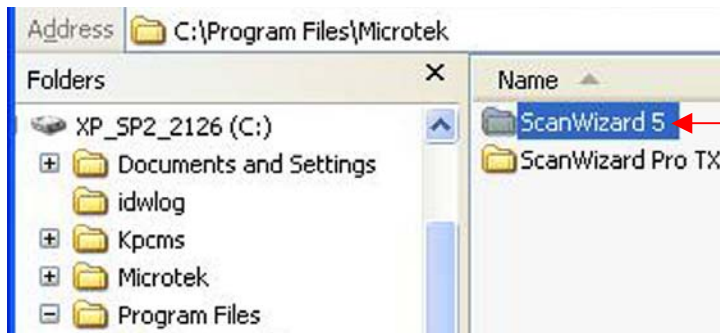 Address C:\Program Files\Microtek
Folders
XP_SP2_2126 (C:)
Documents and Settings
idwlog
Kpcms
Microtek
Program Files
Name
ScanWizard 5
ScanWizard Pro TX